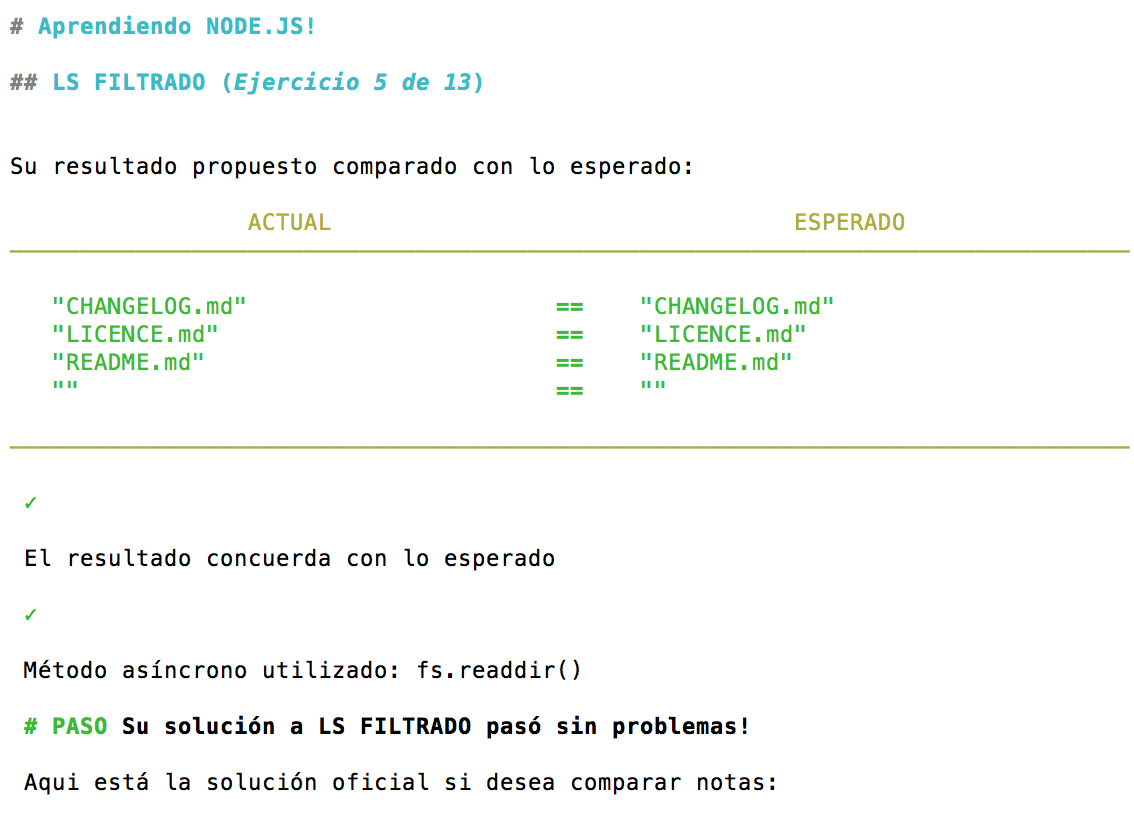 # Aprendiendo NODE.JS!
## LS FILTRADO (Ejercicio 5 de 13)
Su resultado propuesto comparado con lo esperado:
ACTUAL ESPERADO
"CHANGELOG.md" == "CHANGELOG.md"
"LICENCE.md" == "LICENCE.md"
"README.md" == "README.md"
"" == ""
✓
El resultado concuerda con lo esperado
✓
Método asíncrono utilizado: fs.readdir()
# PASO Su solución a LS FILTRADO pasó sin problemas!
Aqui está la solución oficial si desea comparar notas: